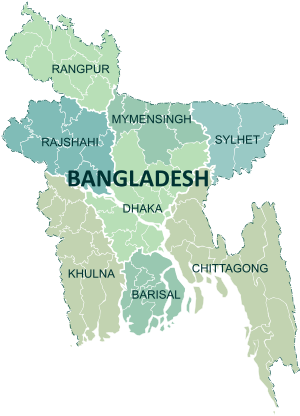 RANGPUR
MYMENSINGH
RAJSHAHI
SYLHET
BANGLADESH
DHAKA
KHULNA
CHITTAGONG
BARISAL